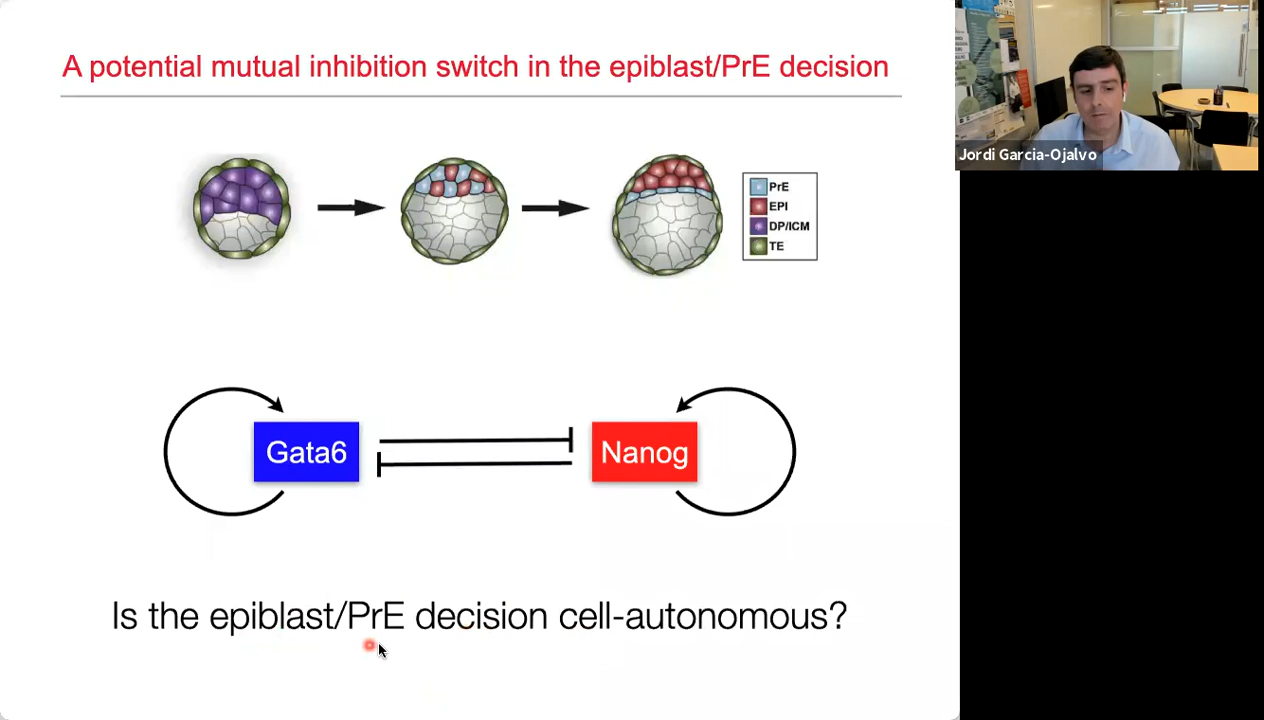 A potential mutual inhibition switch in the epiblast/PrE decision
Jordi Garcia-Ojalvo
PrE
EPI
DP/ICM
TE
Gata6
Nanog
Is the epiblast/PrE decision cell-autonomous?